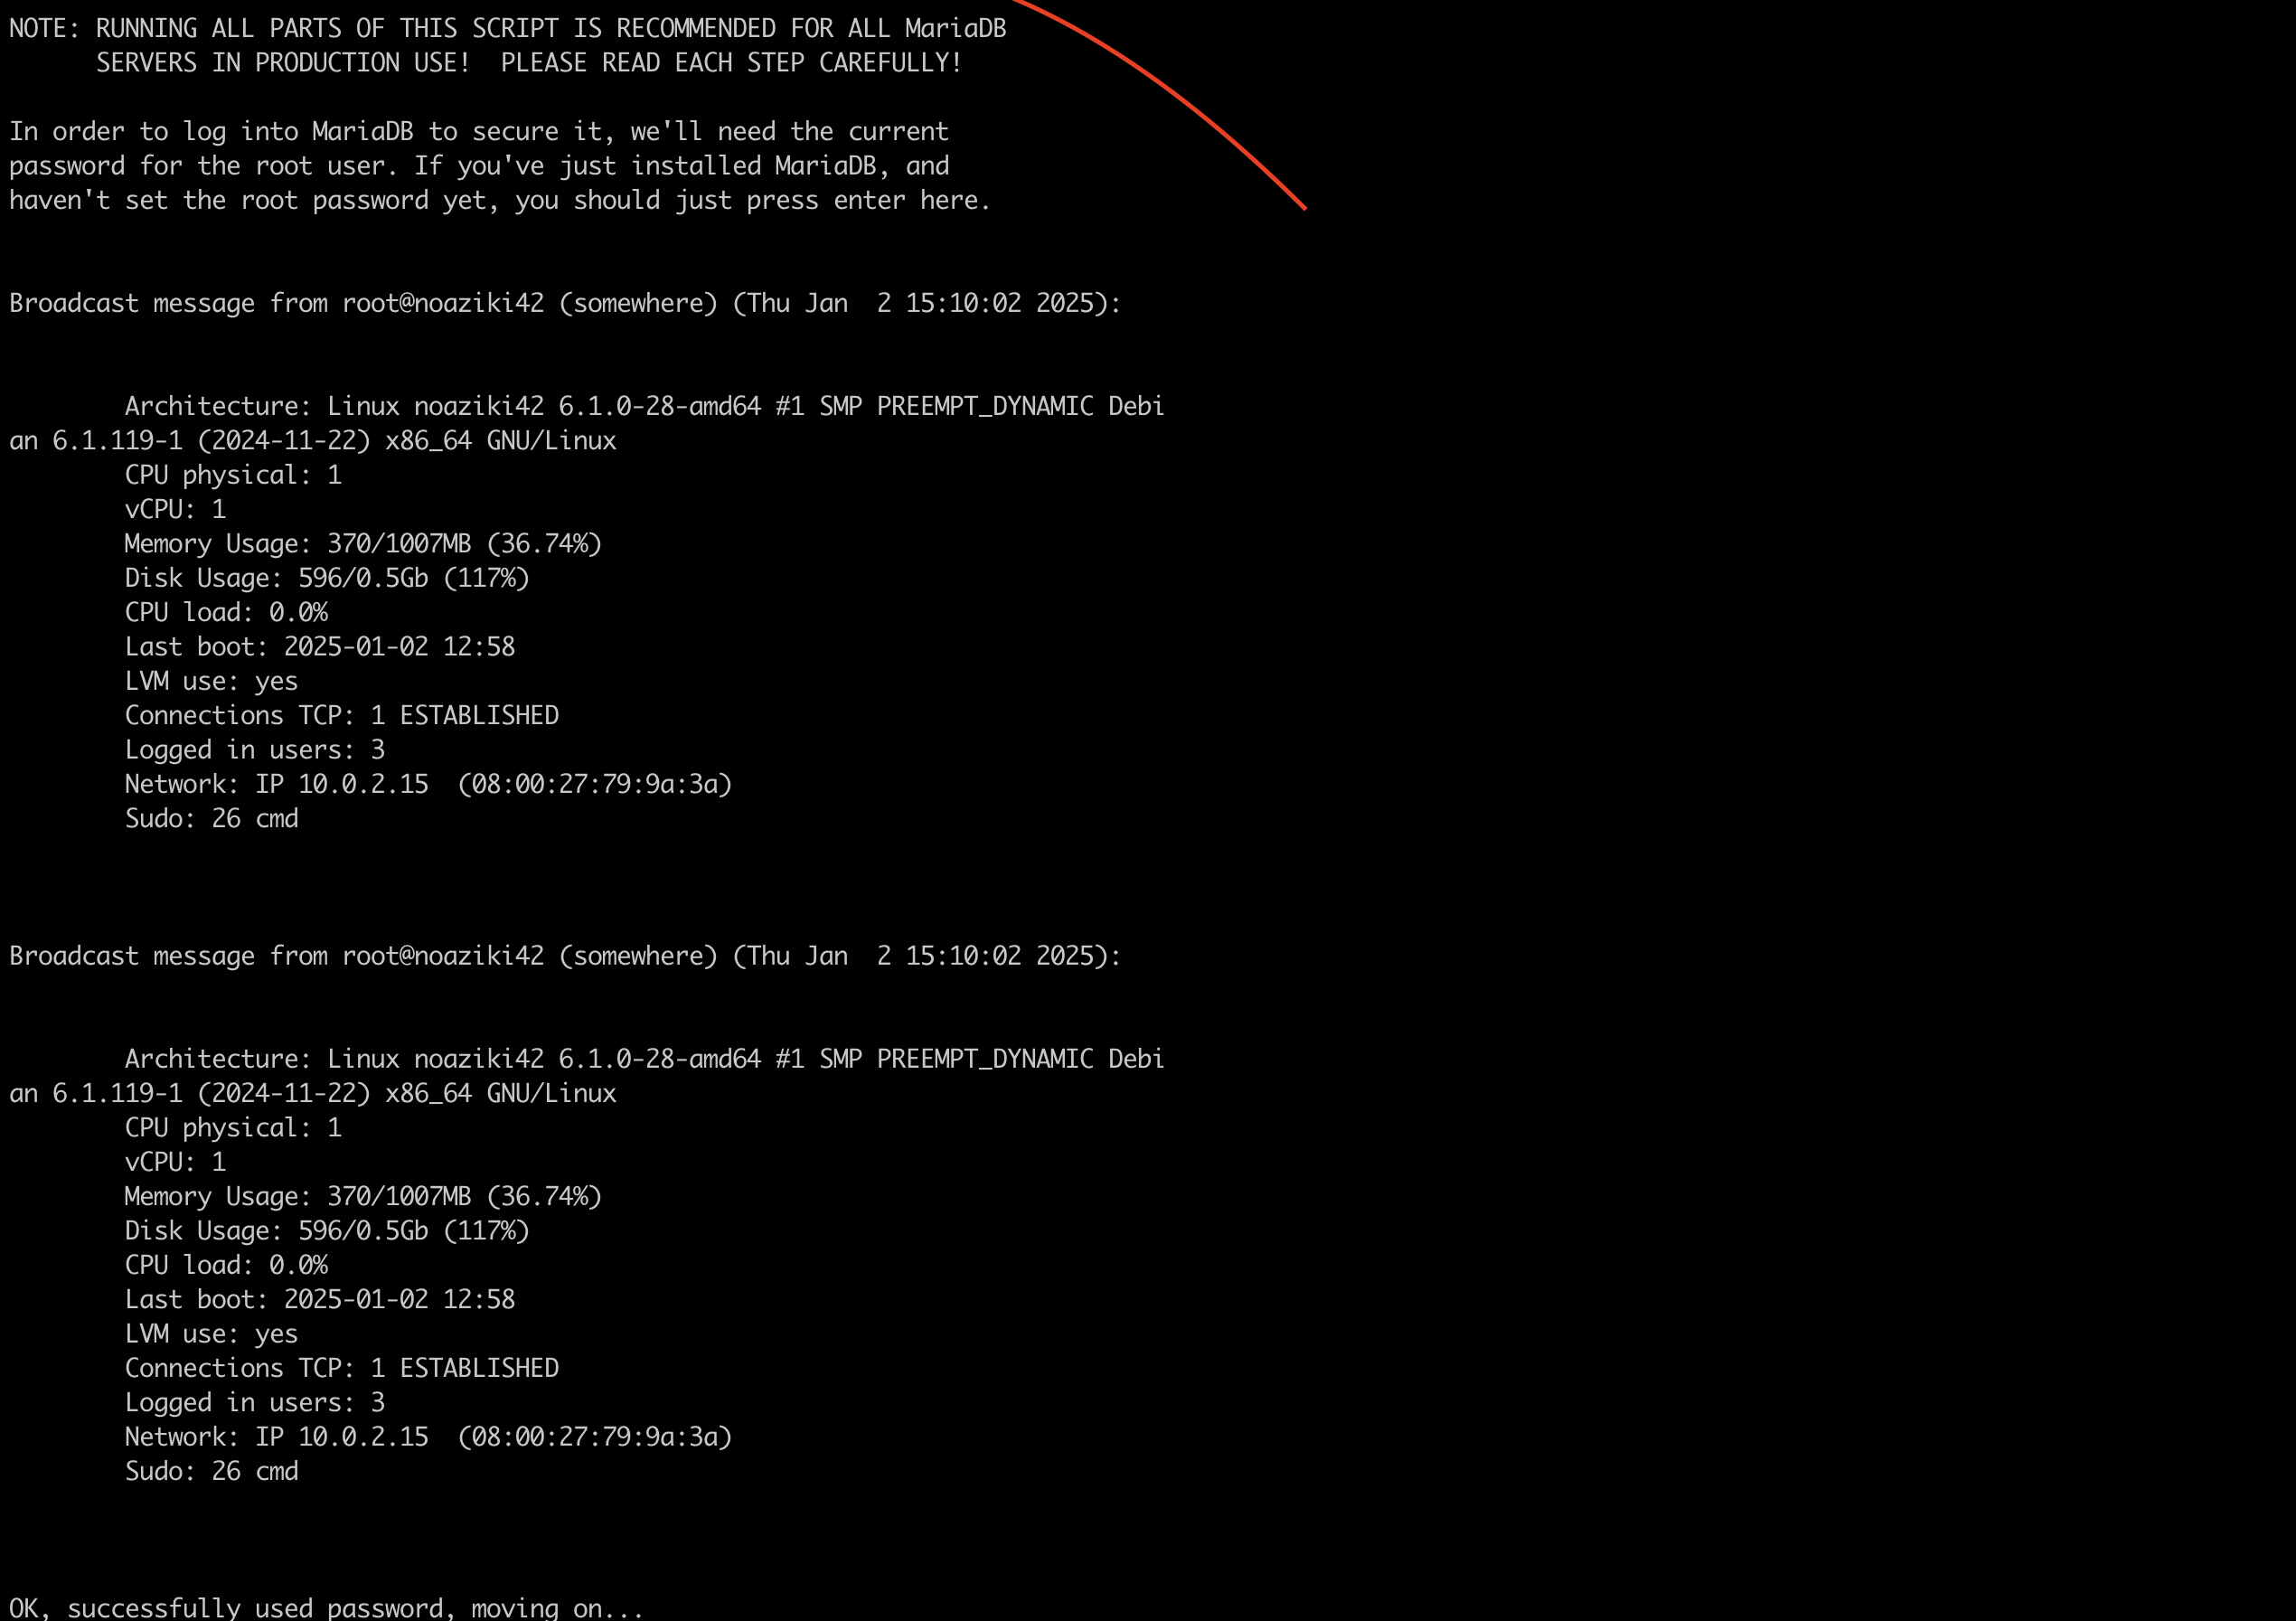 NOTE: RUNNING ALL PARTS OF THIS SCRIPT IS RECOMMENDED FOR ALL MariaDB
      SERVERS IN PRODUCTION USE!  PLEASE READ EACH STEP CAREFULLY!
In order to log into MariaDB to secure it, we'll need the current
password for the root user. If you've just installed MariaDB, and
haven't set the root password yet, you should just press enter here.
Broadcast message from root@noaziki42 (somewhere) (Thu Jan  2 15:10:02 2025):
        Architecture: Linux noaziki42 6.1.0-28-amd64 #1 SMP PREEMPT_DYNAMIC Debi
an 6.1.119-1 (2024-11-22) x86_64 GNU/Linux
        CPU physical: 1
        vCPU: 1
        Memory Usage: 370/1007MB (36.74%)
        Disk Usage: 596/0.5Gb (117%)
        CPU load: 0.0%
        Last boot: 2025-01-02 12:58
        LVM use: yes
        Connections TCP: 1 ESTABLISHED
        Logged in users: 3
        Network: IP 10.0.2.15  (08:00:27:79:9a:3a)
        Sudo: 26 cmd
Broadcast message from root@noaziki42 (somewhere) (Thu Jan  2 15:10:02 2025):
        Architecture: Linux noaziki42 6.1.0-28-amd64 #1 SMP PREEMPT_DYNAMIC Debi
an 6.1.119-1 (2024-11-22) x86_64 GNU/Linux
        CPU physical: 1
        vCPU: 1
        Memory Usage: 370/1007MB (36.74%)
        Disk Usage: 596/0.5Gb (117%)
        CPU load: 0.0%
        Last boot: 2025-01-02 12:58
        LVM use: yes
        Connections TCP: 1 ESTABLISHED
        Logged in users: 3
        Network: IP 10.0.2.15  (08:00:27:79:9a:3a)
        Sudo: 26 cmd
OK, successfully used password, moving on...